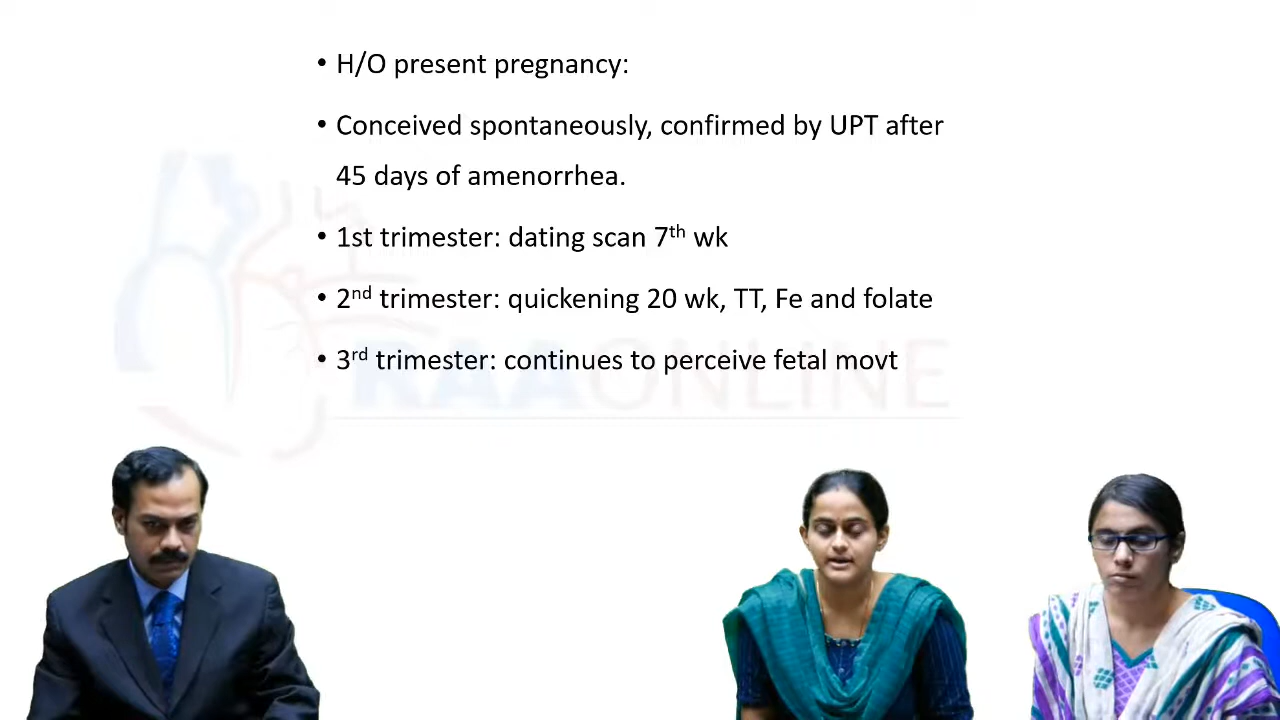 • H/O present pregnancy:
• Conceived spontaneously, confirmed by UPT after
45 days of amenorrhea.
• 1st trimester: dating scan 7th wk
• 2nd trimester: quickening 20 wk, TT, Fe and folate
• 3rd trimester: continues to perceive fetal movt
RAAONLINE